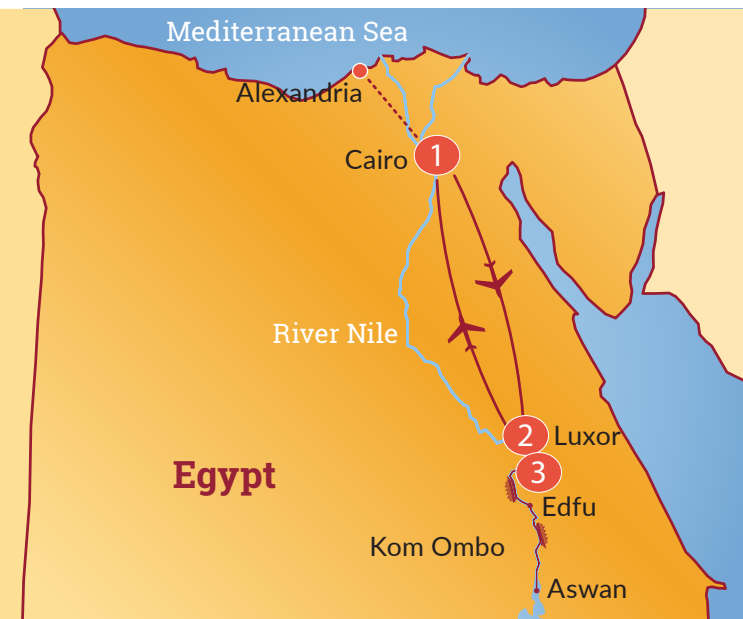 Mediterranean Sea
Alexandria
Cairo
1
River Nile
2
Luxor
3
Egypt
Edfu
Kom Ombo
Aswan